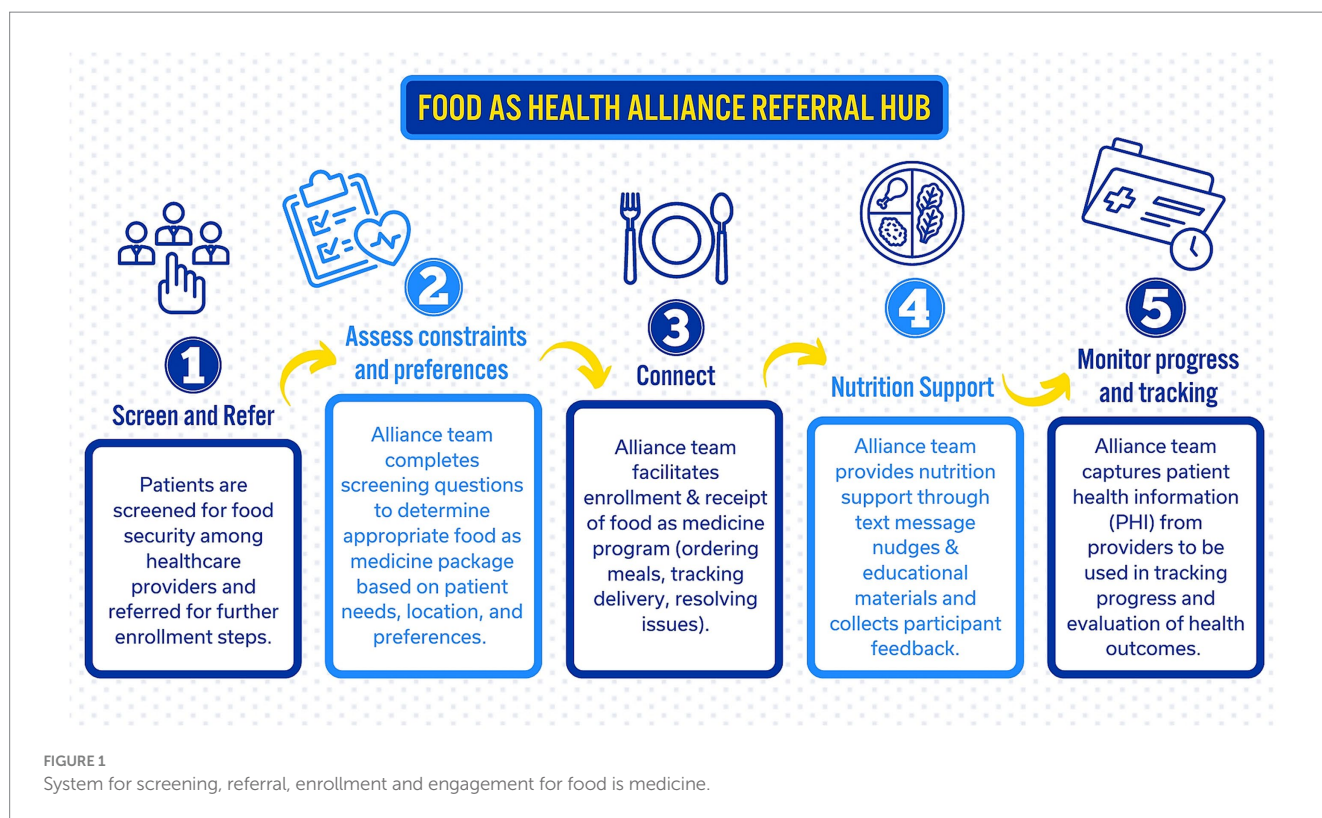 FOOD AS HEALTH ALLIANCE REFERRAL HUB
1
Screen and Refer
Patients are
screened for food
security among
healthcare
providers and
referred for further
enrollment steps.
2
Assess constraints
and preferences
Alliance team
completes
screening questions
to determine
appropriate food as
medicine package
based on patient
needs, location, and
preferences.
3
Connect
Alliance team
facilitates
enrollment & receipt
of food as medicine
program (ordering
meals, tracking
delivery, resolving
issues).
4
Nutrition Support
Alliance team
provides nutrition
support through
text message
nudges &
educational
materials and
collects participant
feedback.
5
Monitor progress
and tracking
Alliance team
captures patient
health information
(PHI) from
providers to be
used in tracking
progress and
evaluation of health
outcomes.
FIGURE 1
System for screening, referral, enrollment and engagement for food is medicine.